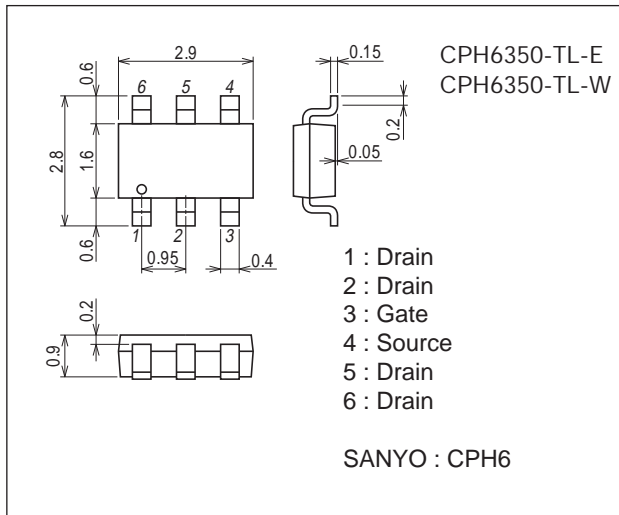 CPH6350-TL-E
CPH6350-TL-W
2.9
0.6
6 5 4
2.8
1.6
0.6
1 2 3
0.95
0.4
0.15
0.2
0.05
0.2
0.9
1 : Drain
2 : Drain
3 : Gate
4 : Source
5 : Drain
6 : Drain
SANYO : CPH6